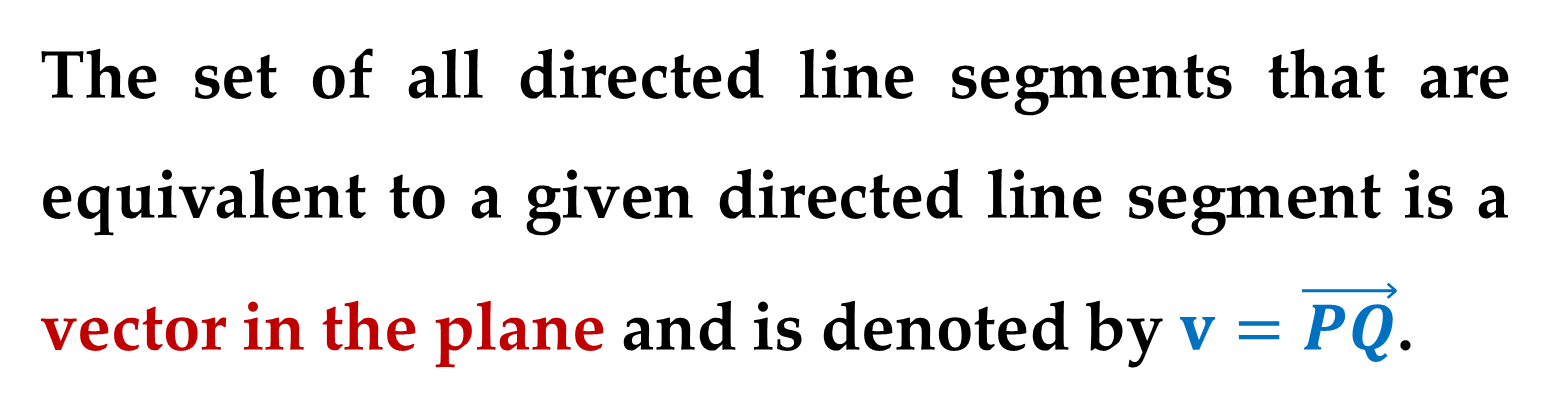 The set of all directed line segments that are
equivalent to a given directed line segment is a
vector in the plane and is denoted by v = $\overrightarrow{PQ}$.